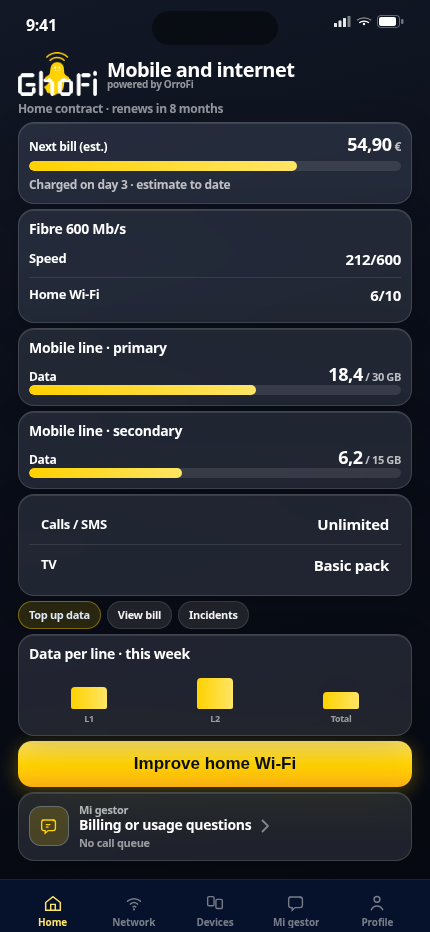 9:41
GhoFi
Mobile and internet
powered by OrroFi
Home contract · renews in 8 months
Next bill (est.) 54,90 €
Charged on day 3 · estimate to date
Fibre 600 Mb/s
Speed 212/600
Home Wi-Fi 6/10
Mobile line · primary
Data 18,4 / 30 GB
Mobile line · secondary
Data 6,2 / 15 GB
Calls / SMS Unlimited
TV Basic pack
Top up data View bill Incidents
Data per line · this week
L1 L2 Total
Improve home Wi-Fi
Mi gestor
Billing or usage questions
No call queue
Home Network Devices Mi gestor Profile